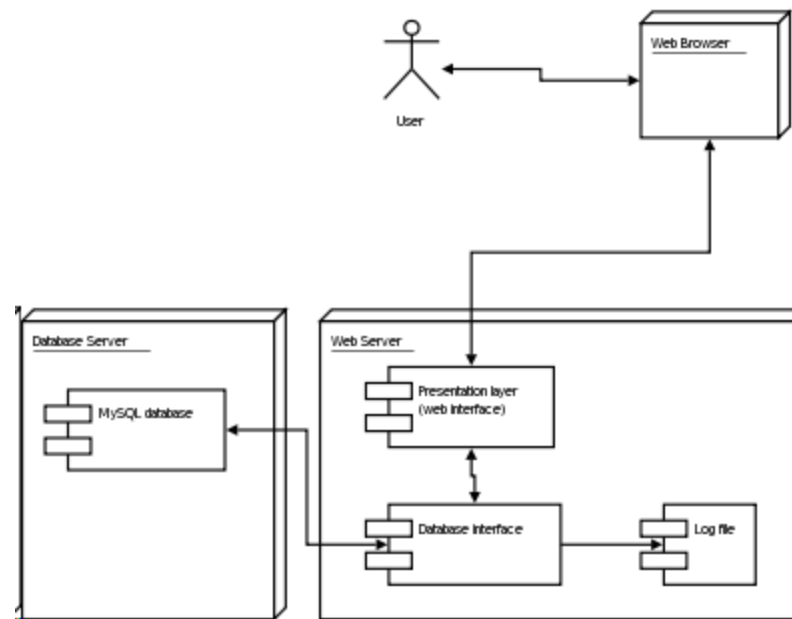 Web Browser
User
Database Server
MySQL database
Web Server
Presentation layer
(web interface)
Database interface
Log file